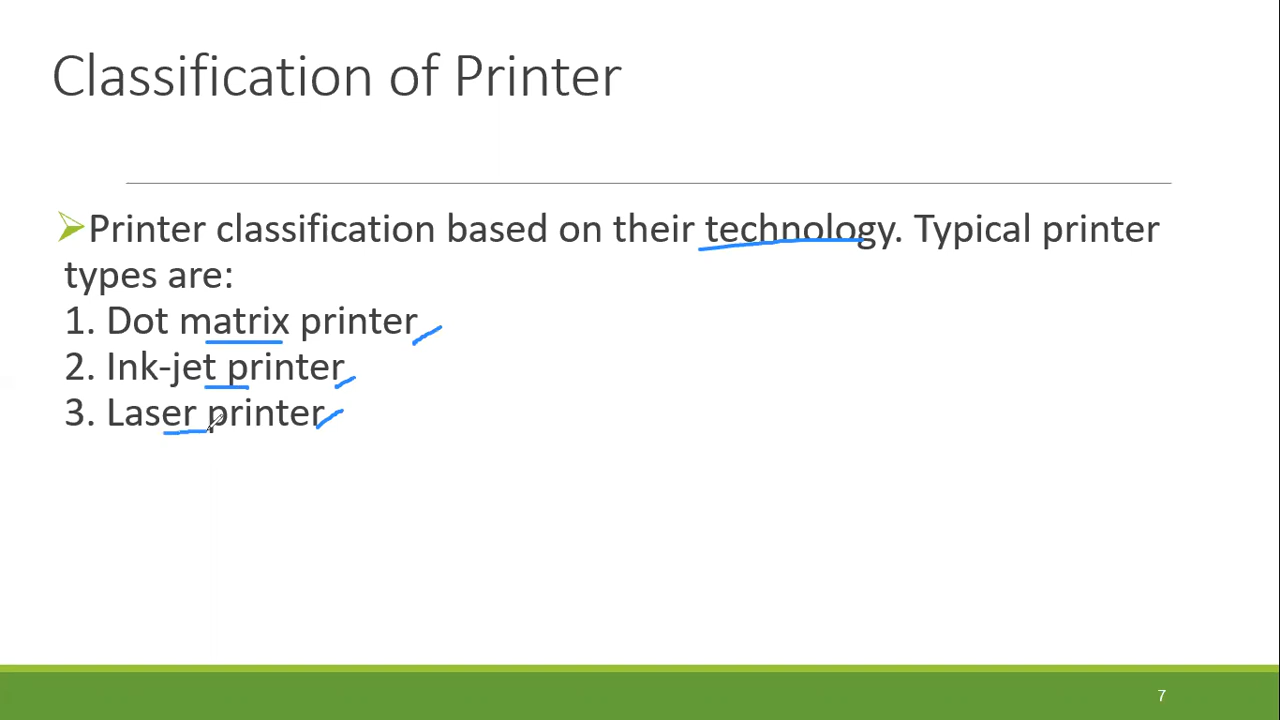 Classification of Printer
Printer classification based on their technology. Typical printer
types are:
1. Dot matrix printer
2. Ink-jet printer
3. Laser printer
7